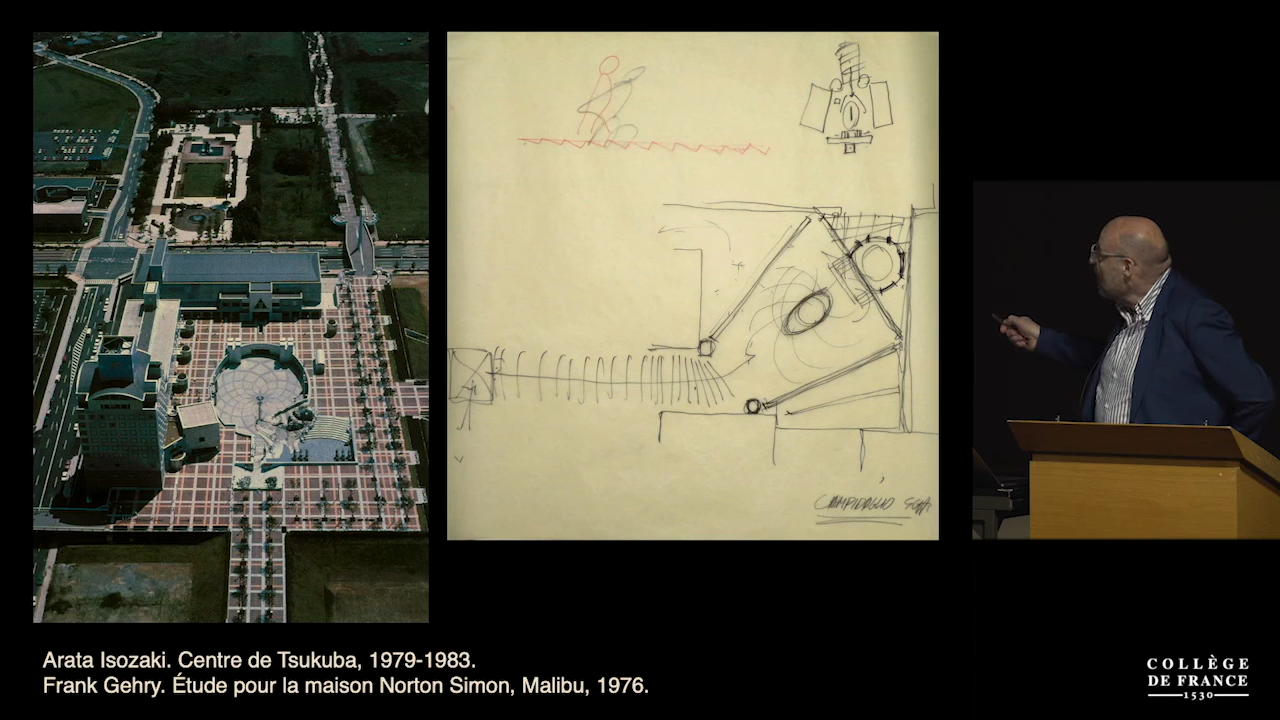 CAMPIDOGLIO
Arata Isozaki. Centre de Tsukuba, 1979-1983.
Frank Gehry. Étude pour la maison Norton Simon, Malibu, 1976.
COLLÈGE
DE FRANCE
1530